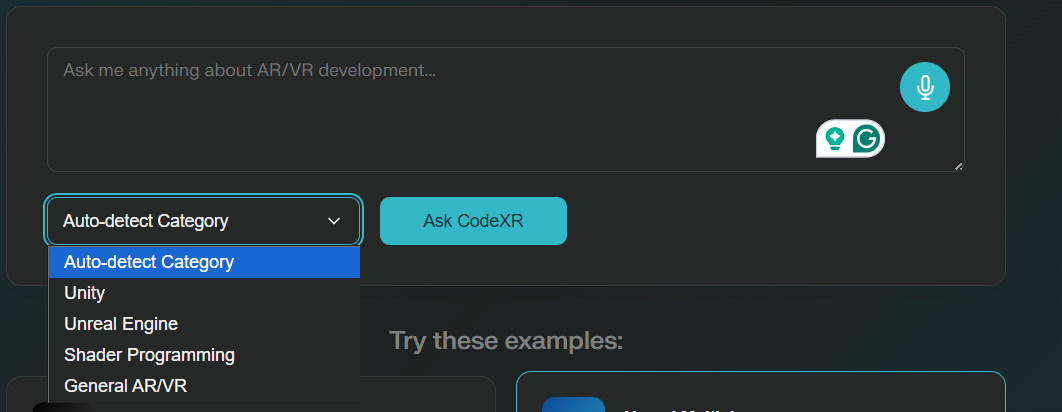 Ask me anything about AR/VR development...
Auto-detect Category
Ask CodeXR
Auto-detect Category
Unity
Unreal Engine
Shader Programming
General AR/VR
Try these examples: